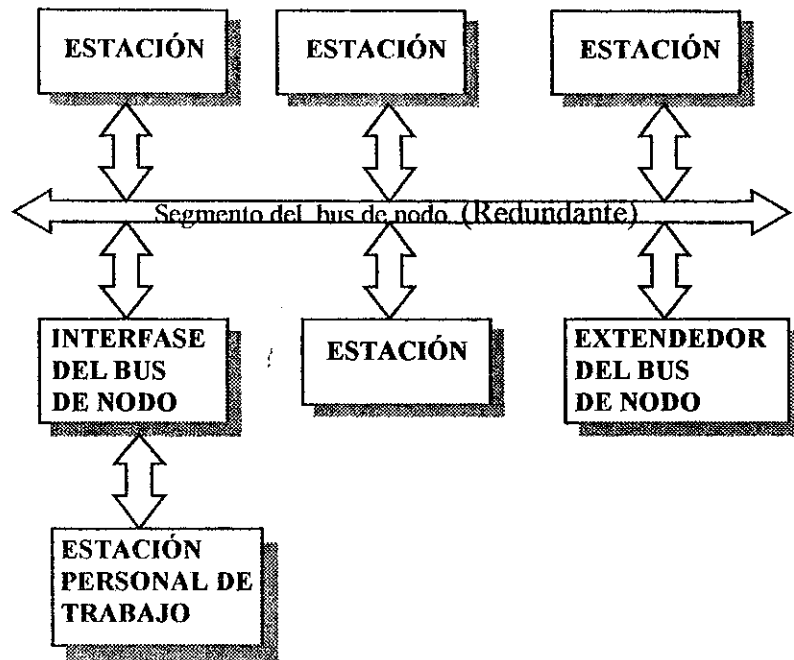 ESTACIÓN
ESTACIÓN
ESTACIÓN
Segmento del bus de nodo (Redundante)
INTERFASE
DEL BUS
DE NODO
ESTACIÓN
EXTENDEDOR
DEL BUS
DE NODO
ESTACIÓN
PERSONAL DE
TRABAJO